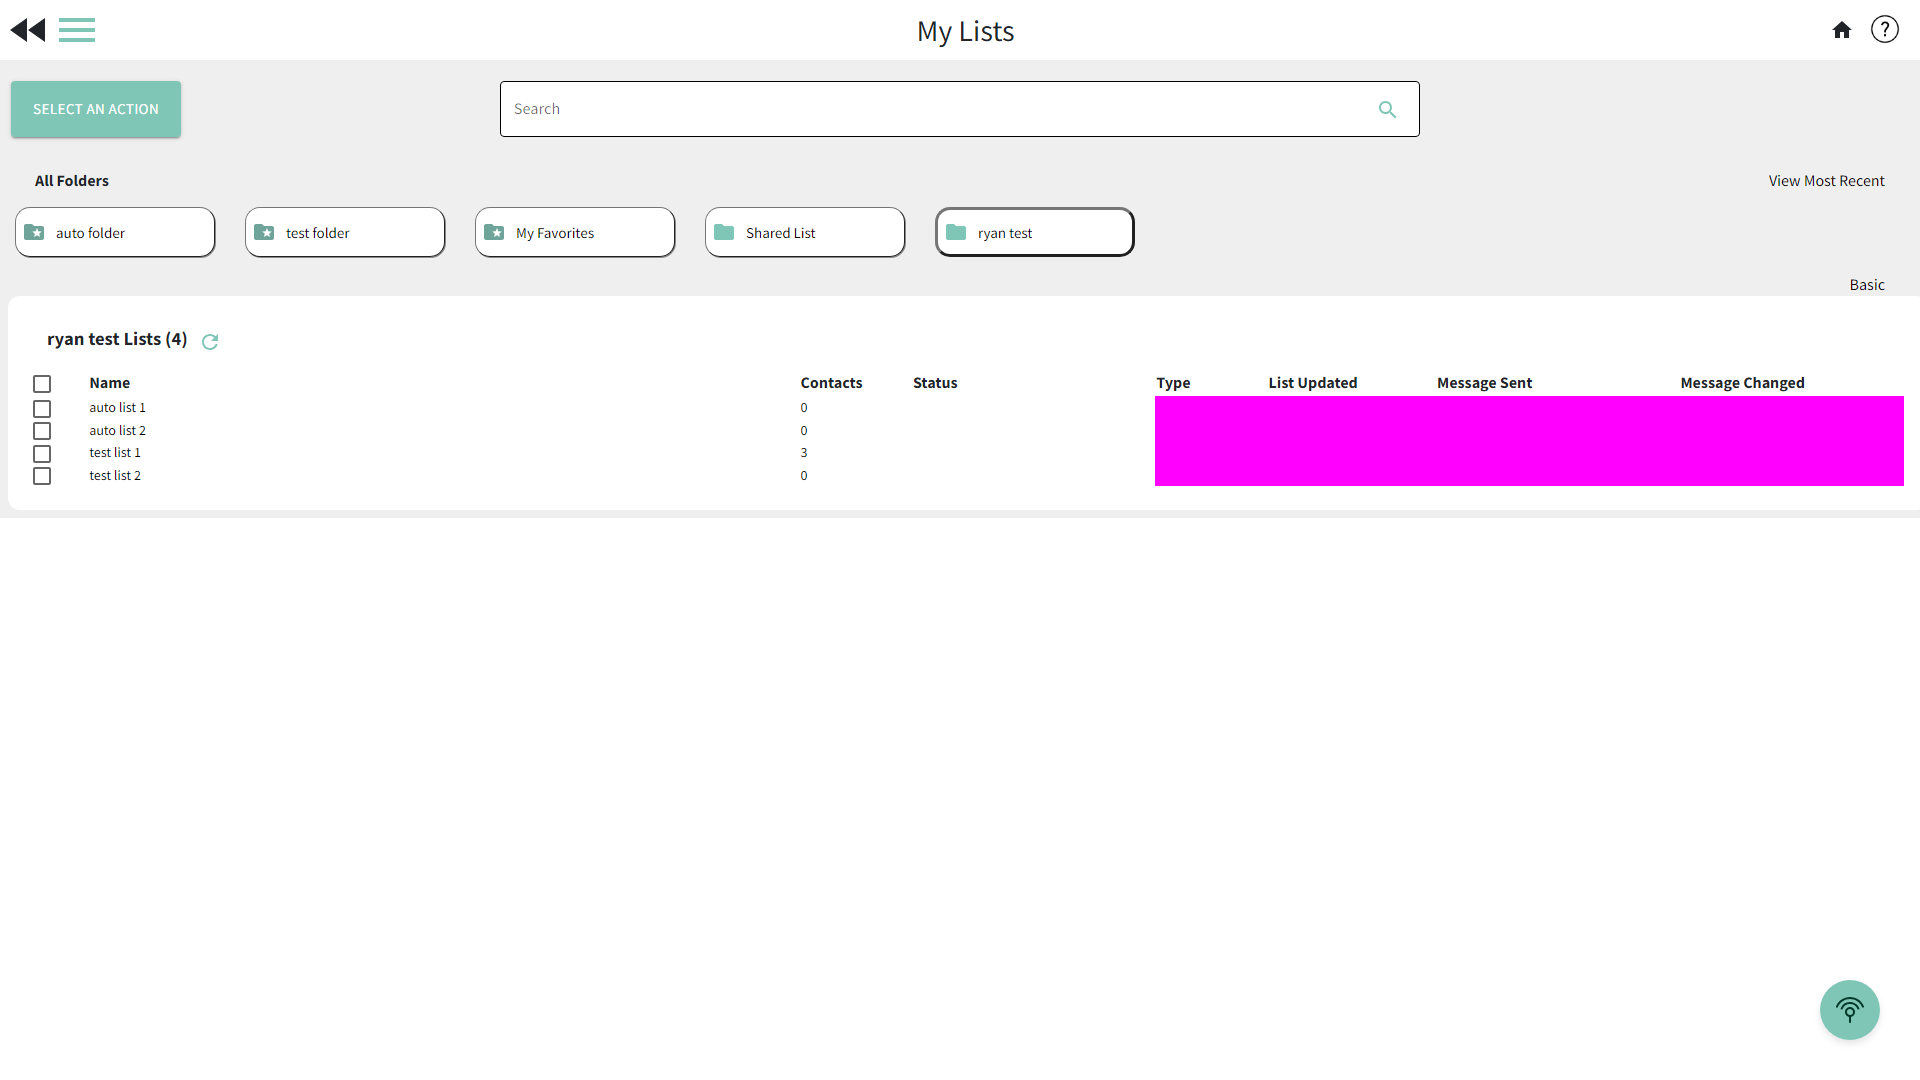 My Lists
?
SELECT AN ACTION
Search
All Folders
View Most Recent
auto folder
test folder
My Favorites
Shared List
ryan test
Basic
ryan test Lists (4)
Name Contacts Status Type List Updated Message Sent Message Changed
auto list 1 0
auto list 2 0
test list 1 3
test list 2 0